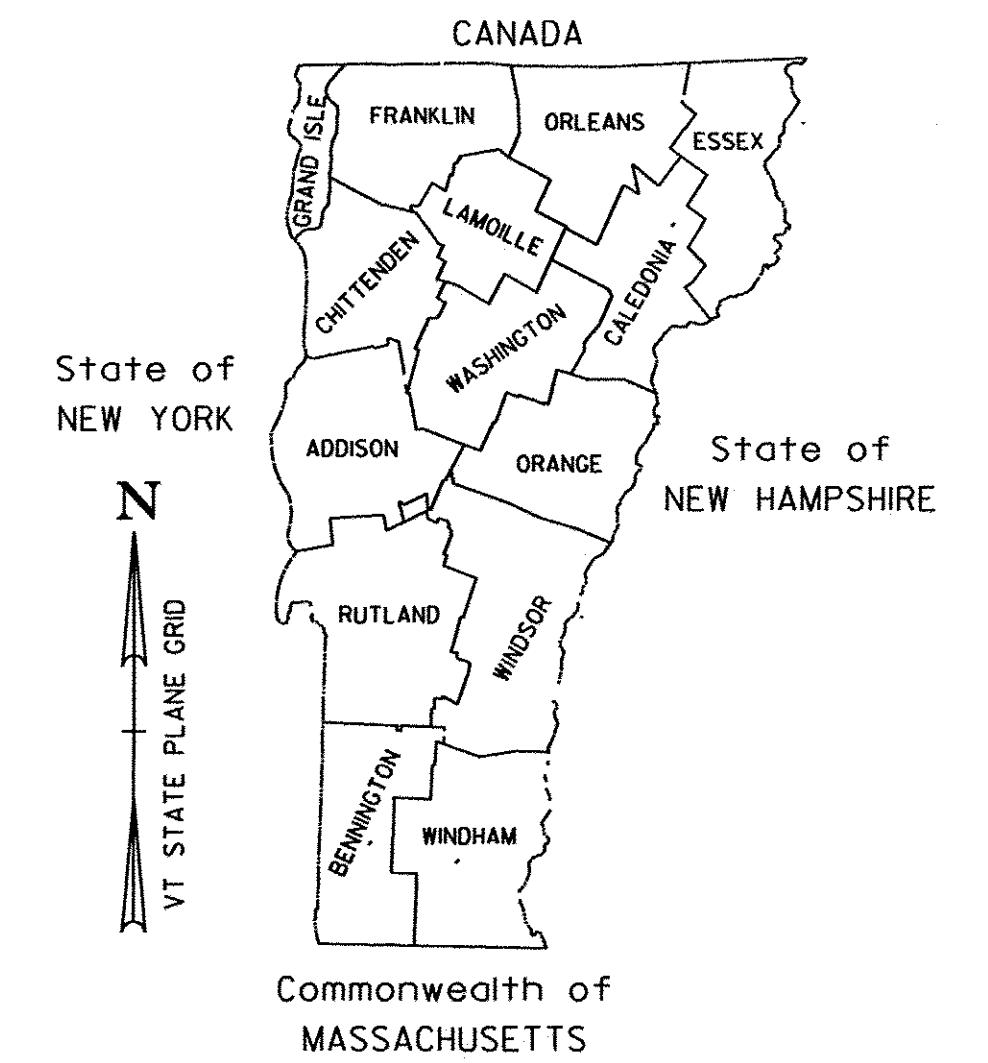 CANADA
FRANKLIN
ORLEANS
ESSEX
GRAND ISLE
LAMOILLE
CHITTENDEN
CALEDONIA
WASHINGTON
State of
NEW YORK
ADDISON
ORANGE
State of
NEW HAMPSHIRE
N
VT STATE PLANE GRID
RUTLAND
WINDSOR
BENNINGTON
WINDHAM
Commonwealth of
MASSACHUSETTS